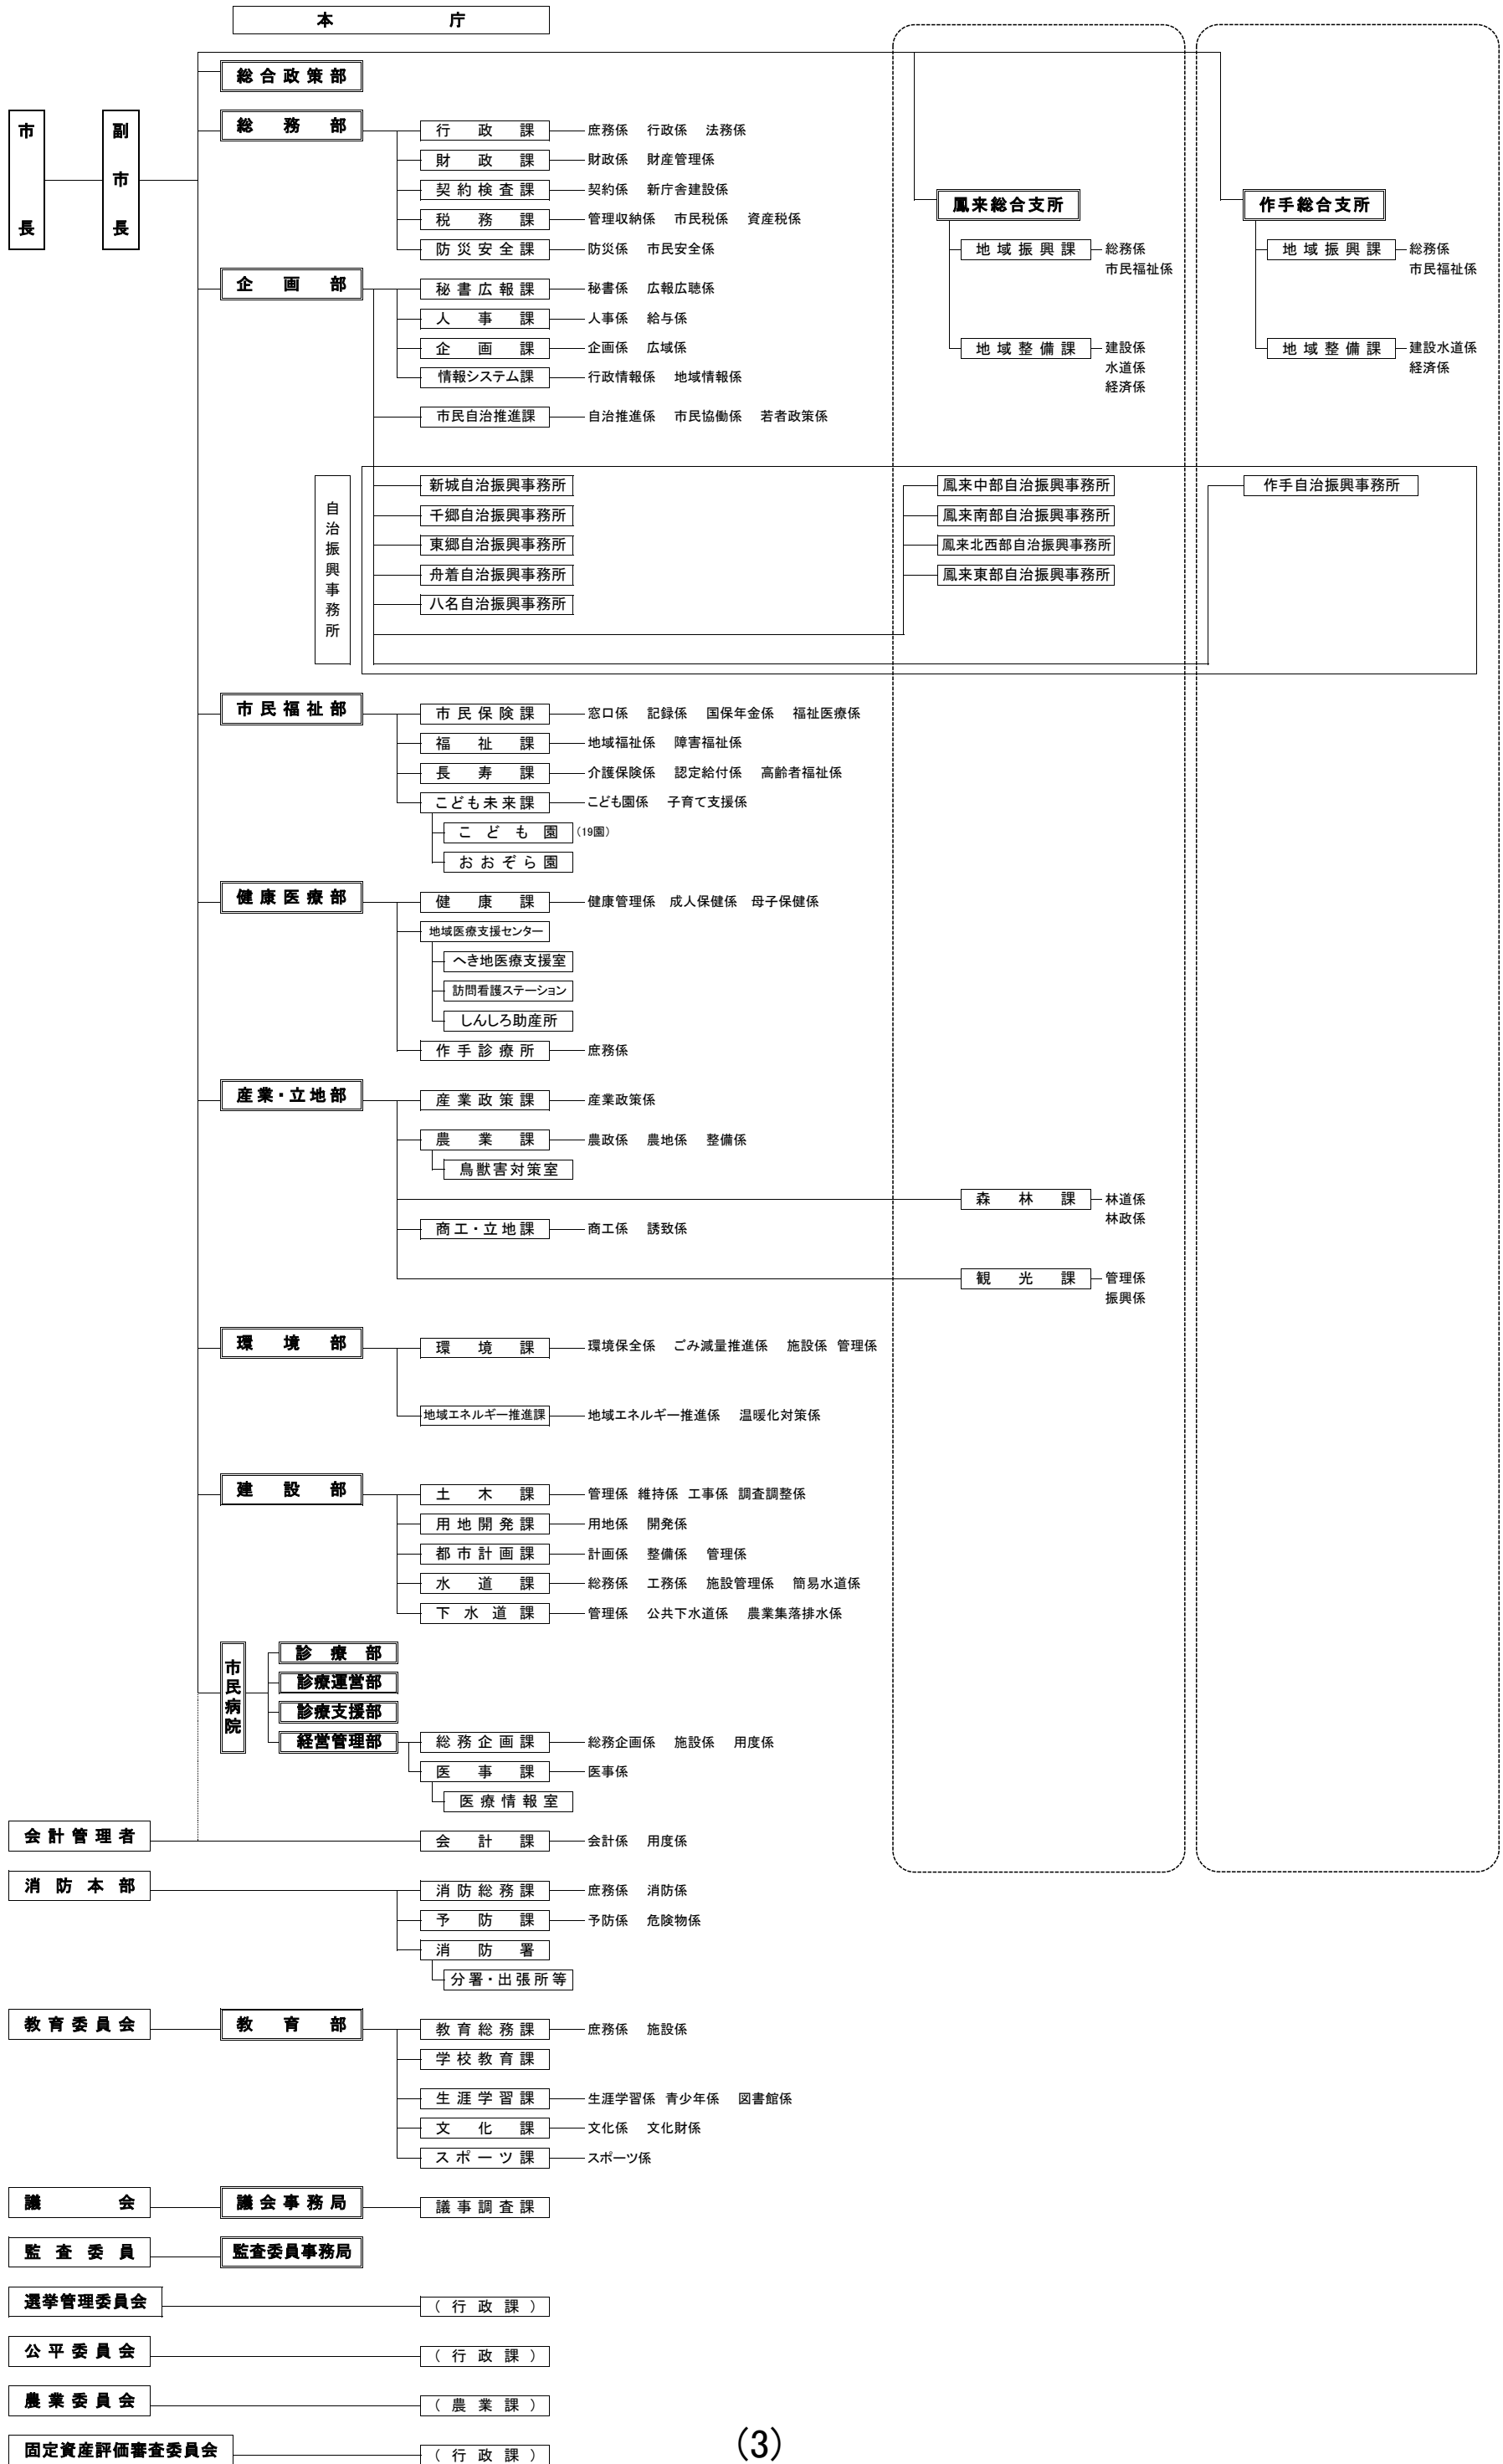 本庁
総合政策部
市長 副市長 総務部 行政課 庶務係 行政係 法務係
財政課 財政係 財産管理係
契約検査課 契約係 新庁舎建設係 鳳来総合支所 作手総合支所
税務課 管理収納係 市民税係 資産税係
防災安全課 防災係 市民安全係 地域振興課 総務係 地域振興課 総務係
市民福祉係 市民福祉係
企画部 秘書広報課 秘書係 広報広聴係
人事課 人事係 給与係
企画課 企画係 広域係 地域整備課 建設係 地域整備課 建設水道係
水道係 経済係
情報システム課 行政情報係 地域情報係
経済係
市民自治推進課 自治推進係 市民協働係 若者政策係
自治振興事務所
新城自治振興事務所 鳳来中部自治振興事務所 作手自治振興事務所
千郷自治振興事務所 鳳来南部自治振興事務所
東郷自治振興事務所 鳳来北西部自治振興事務所
舟着自治振興事務所 鳳来東部自治振興事務所
八名自治振興事務所
市民福祉部 市民保険課 窓口係 記録係 国保年金係 福祉医療係
福祉課 地域福祉係 障害福祉係
長寿課 介護保険係 認定給付係 高齢者福祉係
こども未来課 こども園係 子育て支援係
こども園 (19園)
おおぞら園
健康医療部 健康課 健康管理係 成人保健係 母子保健係
地域医療支援センター
へき地医療支援室
訪問看護ステーション
しんしろ助産所
作手診療所 庶務係
産業・立地部 産業政策課 産業政策係
農業課 農政係 農地係 整備係
鳥獣害対策室
森林課 林道係
林政係
商工・立地課 商工係 誘致係
観光課 管理係
振興係
環境部 環境課 環境保全係 ごみ減量推進係 施設係 管理係
地域エネルギー推進課 地域エネルギー推進係 温暖化対策係
建設部 土木課 管理係 維持係 工事係 調査調整係
用地開発課 用地係 開発係
都市計画課 計画係 整備係 管理係
水道課 総務係 工務係 施設管理係 簡易水道係
下水道課 管理係 公共下水道係 農業集落排水係
市民病院
診療部
診療運営部
診療支援部
経営管理部 総務企画課 総務企画係 施設係 用度係
医事課 医事係
医療情報室
会計管理者 会計課 会計係 用度係
消防本部 消防総務課 庶務係 消防係
予防課 予防係 危険物係
消防署
分署・出張所等
教育委員会 教育部 教育総務課 庶務係 施設係
学校教育課
生涯学習課 生涯学習係 青少年係 図書館係
文化課 文化係 文化財係
スポーツ課 スポーツ係
議会 議会事務局 議事調査課
監査委員 監査委員事務局
選挙管理委員会 (行政課)
公平委員会 (行政課)
農業委員会 (農業課)
固定資産評価審査委員会 (行政課)
(3)